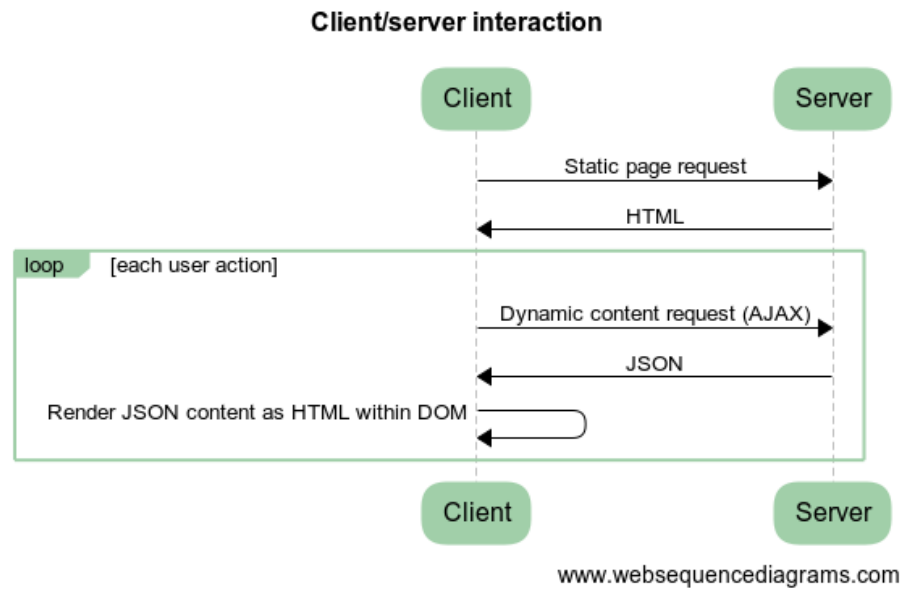 Client/server interaction
Client
Server
Static page request
HTML
loop
[each user action]
Dynamic content request (AJAX)
JSON
Render JSON content as HTML within DOM
Client
Server
www.websequencediagrams.com